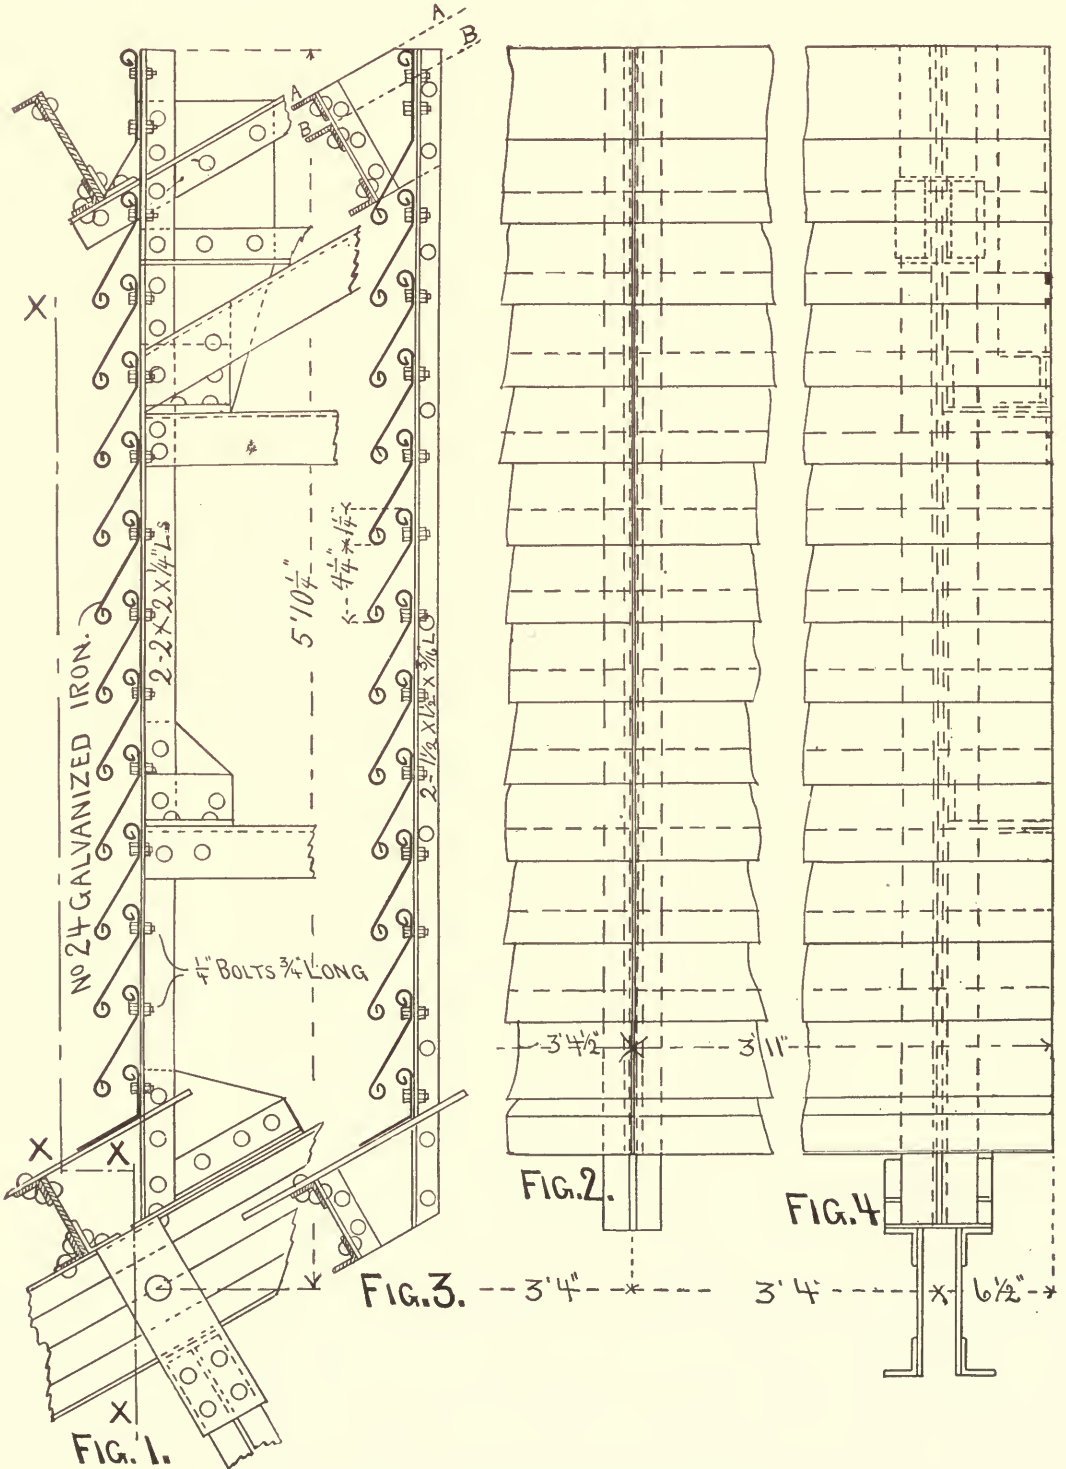 A
B
A
B
X
No 24 GALVANIZED IRON.
2-2 X 2 X 1/4" Ls
5' 10 1/4"
4 1/4" X 1 1/4"
2-1 1/2 X 1 1/2 X 3/16 L
1/4" BOLTS 3/4" LONG
3' 4 1/2"
3' 11"
X
X
FIG. 2.
FIG. 4
FIG. 3.
3' 4"
3' 4'
6 1/2"
X
FIG. 1.